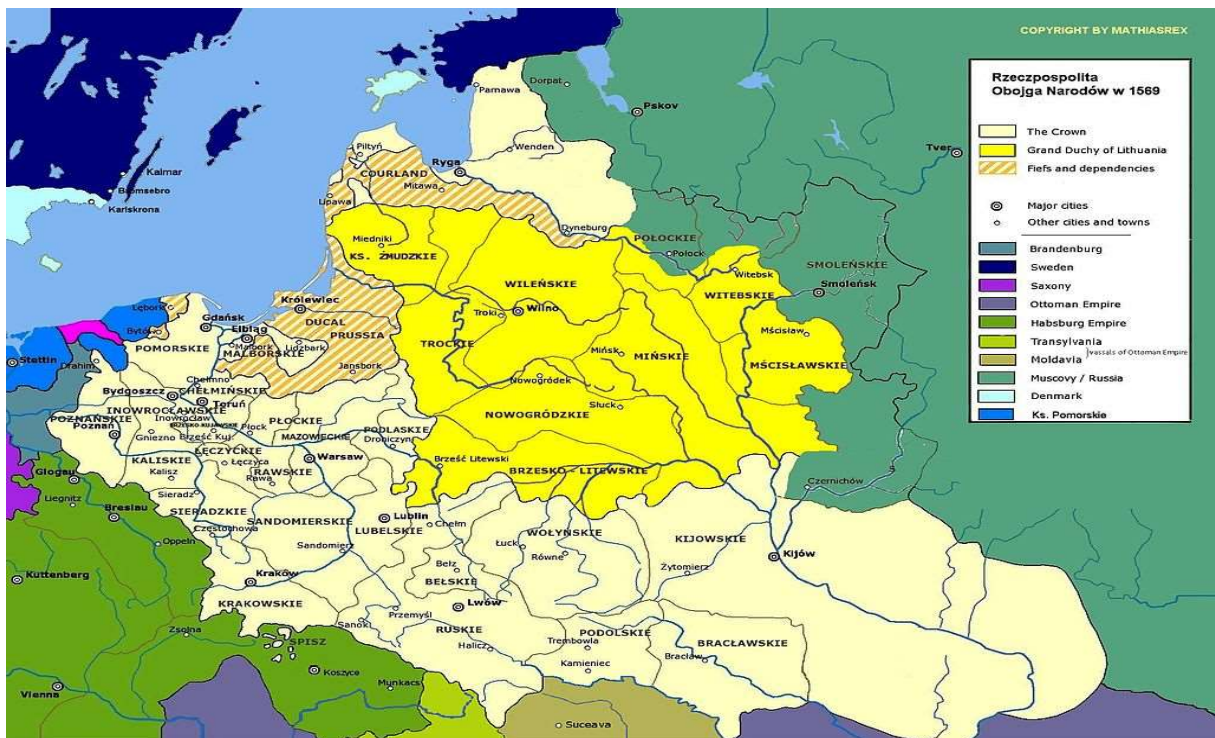 COPYRIGHT BY MATHIASREX
Rzeczpospolita
Obojga Narodów w 1569
The Crown
Grand Duchy of Lithuania
Fiefs and dependencies
Major cities
Other cities and towns
Brandenburg
Sweden
Saxony
Ottoman Empire
Habsburg Empire
Transylvania
Moldavia
}vassals of Ottoman Empire
Muscovy / Russia
Denmark
Ks. Pomorskie
Parnawa
Dorpat
Pskov
Tver
Piltyń
Wenden
Ryga
COURLAND
Mitawa
Lipawa
Kalmar
Bromsebro
Karlskrona
Dyneburg
POŁOCKIE
Połock
Miedniki
KS. ŻMUDZKIE
WILEŃSKIE
Witebsk
WITEBSKIE
SMOLEŃSKIE
Smoleńsk
Królewiec
Troki
Wilno
Lębork
Bytów
Gdańsk
Elbląg
DUCAL
PRUSSIA
Malbork
MALBORSKIE
Lidzbark
Jansbork
TROCKIE
Mińsk
MIŃSKIE
Mścisław
MŚCISŁAWSKIE
Stettin
Drahim
POMORSKIE
Chełmno
CHEŁMIŃSKIE
Bydgoszcz
Toruń
Nowogródek
Słuck
NOWOGRÓDZKIE
INOWROCŁAWSKIE
Inowrocław
BRZESKO-KUJAWSKIE
POZNAŃSKIE
Poznań
Gniezno
Brześć Kuj.
PŁOCKIE
Płock
MAZOWIECKIE
PODLASKIE
Drohiczyn
ŁĘCZYCKIE
Łęczyca
KALISKIE
Kalisz
RAWSKIE
Rawa
Warsaw
Brześć Litewski
BRZESKO - LITEWSKIE
Glogau
Liegnitz
Sieradz
SIERADZKIE
Breslau
Częstochowa
SANDOMIERSKIE
Sandomierz
Lublin
LUBELSKIE
Chełm
Czernichów
WOŁYŃSKIE
Łuck
Równe
KIJOWSKIE
Kijów
Żytomierz
Oppeln
Kuttenberg
Kraków
KRAKOWSKIE
Bełz
BEŁSKIE
Lwów
Przemyśl
Sanok
RUSKIE
Halicz
Trembowla
PODOLSKIE
Kamieniec
BRACŁAWSKIE
Bracław
Zsolna
SPISZ
Koszyce
Munkacs
Vienna
Suceava